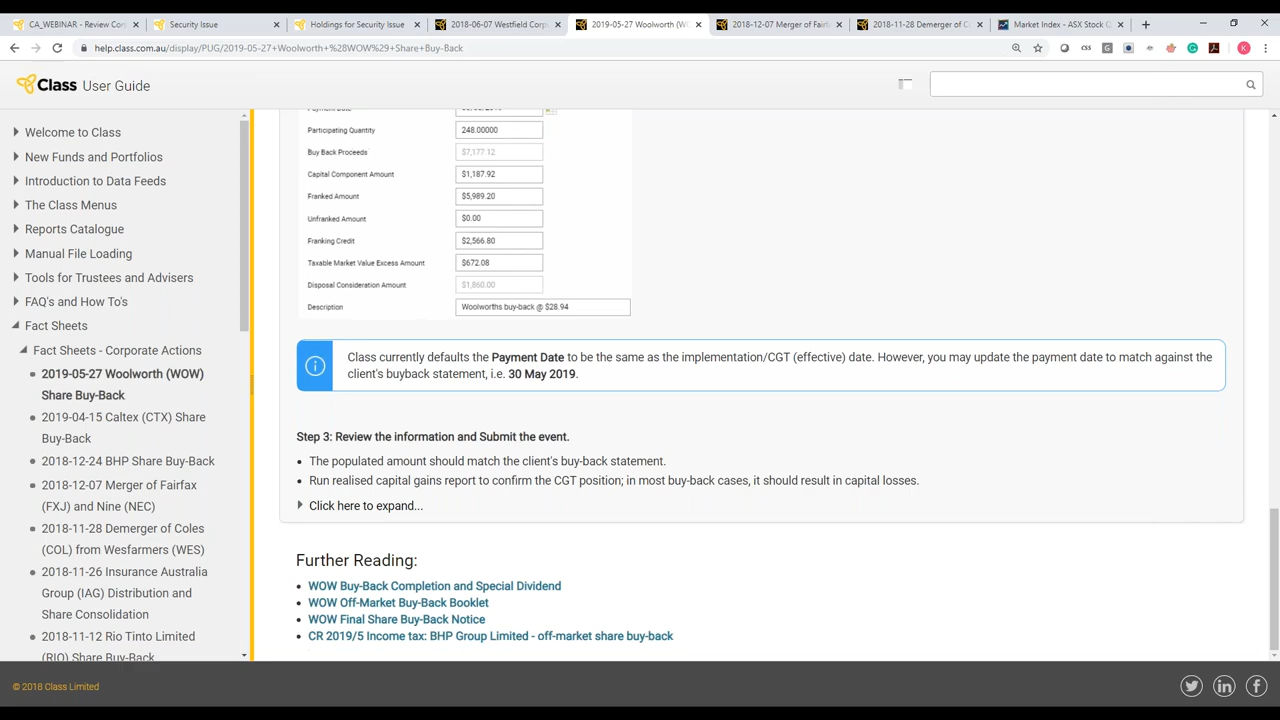 CA_WEBINAR - Review Cor
Security Issue
Holdings for Security Issue
2018-06-07 Westfield Corp
2019-05-27 Woolworth (W
2018-12-07 Merger of Fairf
2018-11-28 Demerger of C
Market Index - ASX Stock
help.class.com.au/display/PUG/2019-05-27+Woolworth+%28WOW%29+Share+Buy-Back
Class User Guide
Welcome to Class
New Funds and Portfolios
Introduction to Data Feeds
The Class Menus
Reports Catalogue
Manual File Loading
Tools for Trustees and Advisers
FAQ's and How To's
Fact Sheets
Fact Sheets - Corporate Actions
2019-05-27 Woolworth (WOW)
Share Buy-Back
2019-04-15 Caltex (CTX) Share
Buy-Back
2018-12-24 BHP Share Buy-Back
2018-12-07 Merger of Fairfax
(FXJ) and Nine (NEC)
2018-11-28 Demerger of Coles
(COL) from Wesfarmers (WES)
2018-11-26 Insurance Australia
Group (IAG) Distribution and
Share Consolidation
2018-11-12 Rio Tinto Limited
(RIO) Share Buy-Back
Payment Date
Participating Quantity 248.00000
Buy Back Proceeds $7,177.12
Capital Component Amount $1,187.92
Franked Amount $5,989.20
Unfranked Amount $0.00
Franking Credit $2,566.80
Taxable Market Value Excess Amount $672.08
Disposal Consideration Amount $1,860.00
Description Woolworths buy-back @ $28.94
Class currently defaults the Payment Date to be the same as the implementation/CGT (effective) date. However, you may update the payment date to match against the
client's buyback statement, i.e. 30 May 2019.
Step 3: Review the information and Submit the event.
The populated amount should match the client's buy-back statement.
Run realised capital gains report to confirm the CGT position; in most buy-back cases, it should result in capital losses.
Click here to expand...
Further Reading:
WOW Buy-Back Completion and Special Dividend
WOW Off-Market Buy-Back Booklet
WOW Final Share Buy-Back Notice
CR 2019/5 Income tax: BHP Group Limited - off-market share buy-back
© 2018 Class Limited